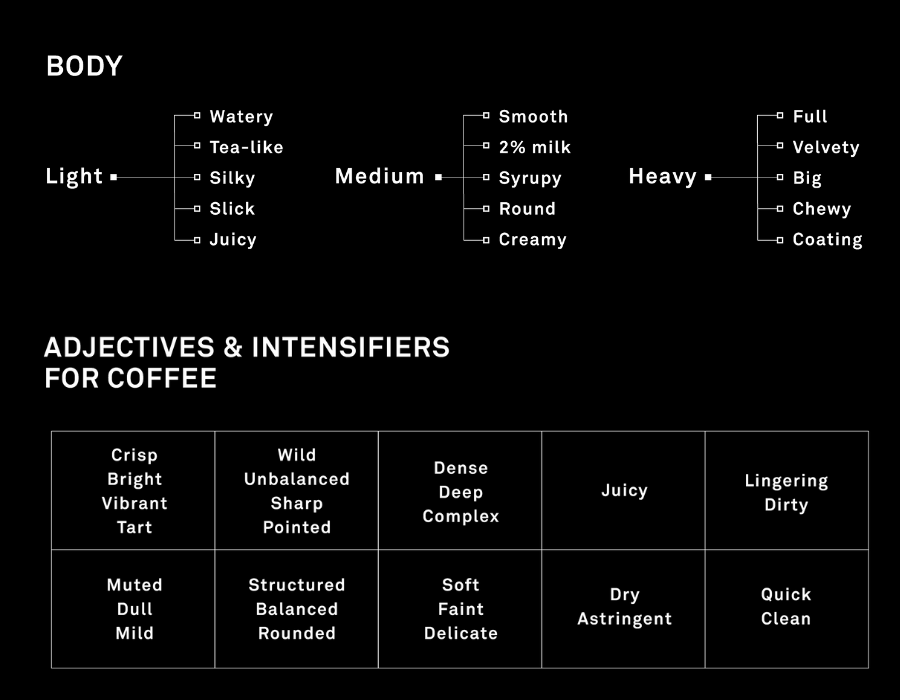 BODY
Light
Watery
Tea-like
Silky
Slick
Juicy
Medium
Smooth
2% milk
Syrupy
Round
Creamy
Heavy
Full
Velvety
Big
Chewy
Coating
ADJECTIVES & INTENSIFIERS
FOR COFFEE
Crisp
Bright
Vibrant
Tart
Wild
Unbalanced
Sharp
Pointed
Dense
Deep
Complex
Juicy
Lingering
Dirty
Muted
Dull
Mild
Structured
Balanced
Rounded
Soft
Faint
Delicate
Dry
Astringent
Quick
Clean